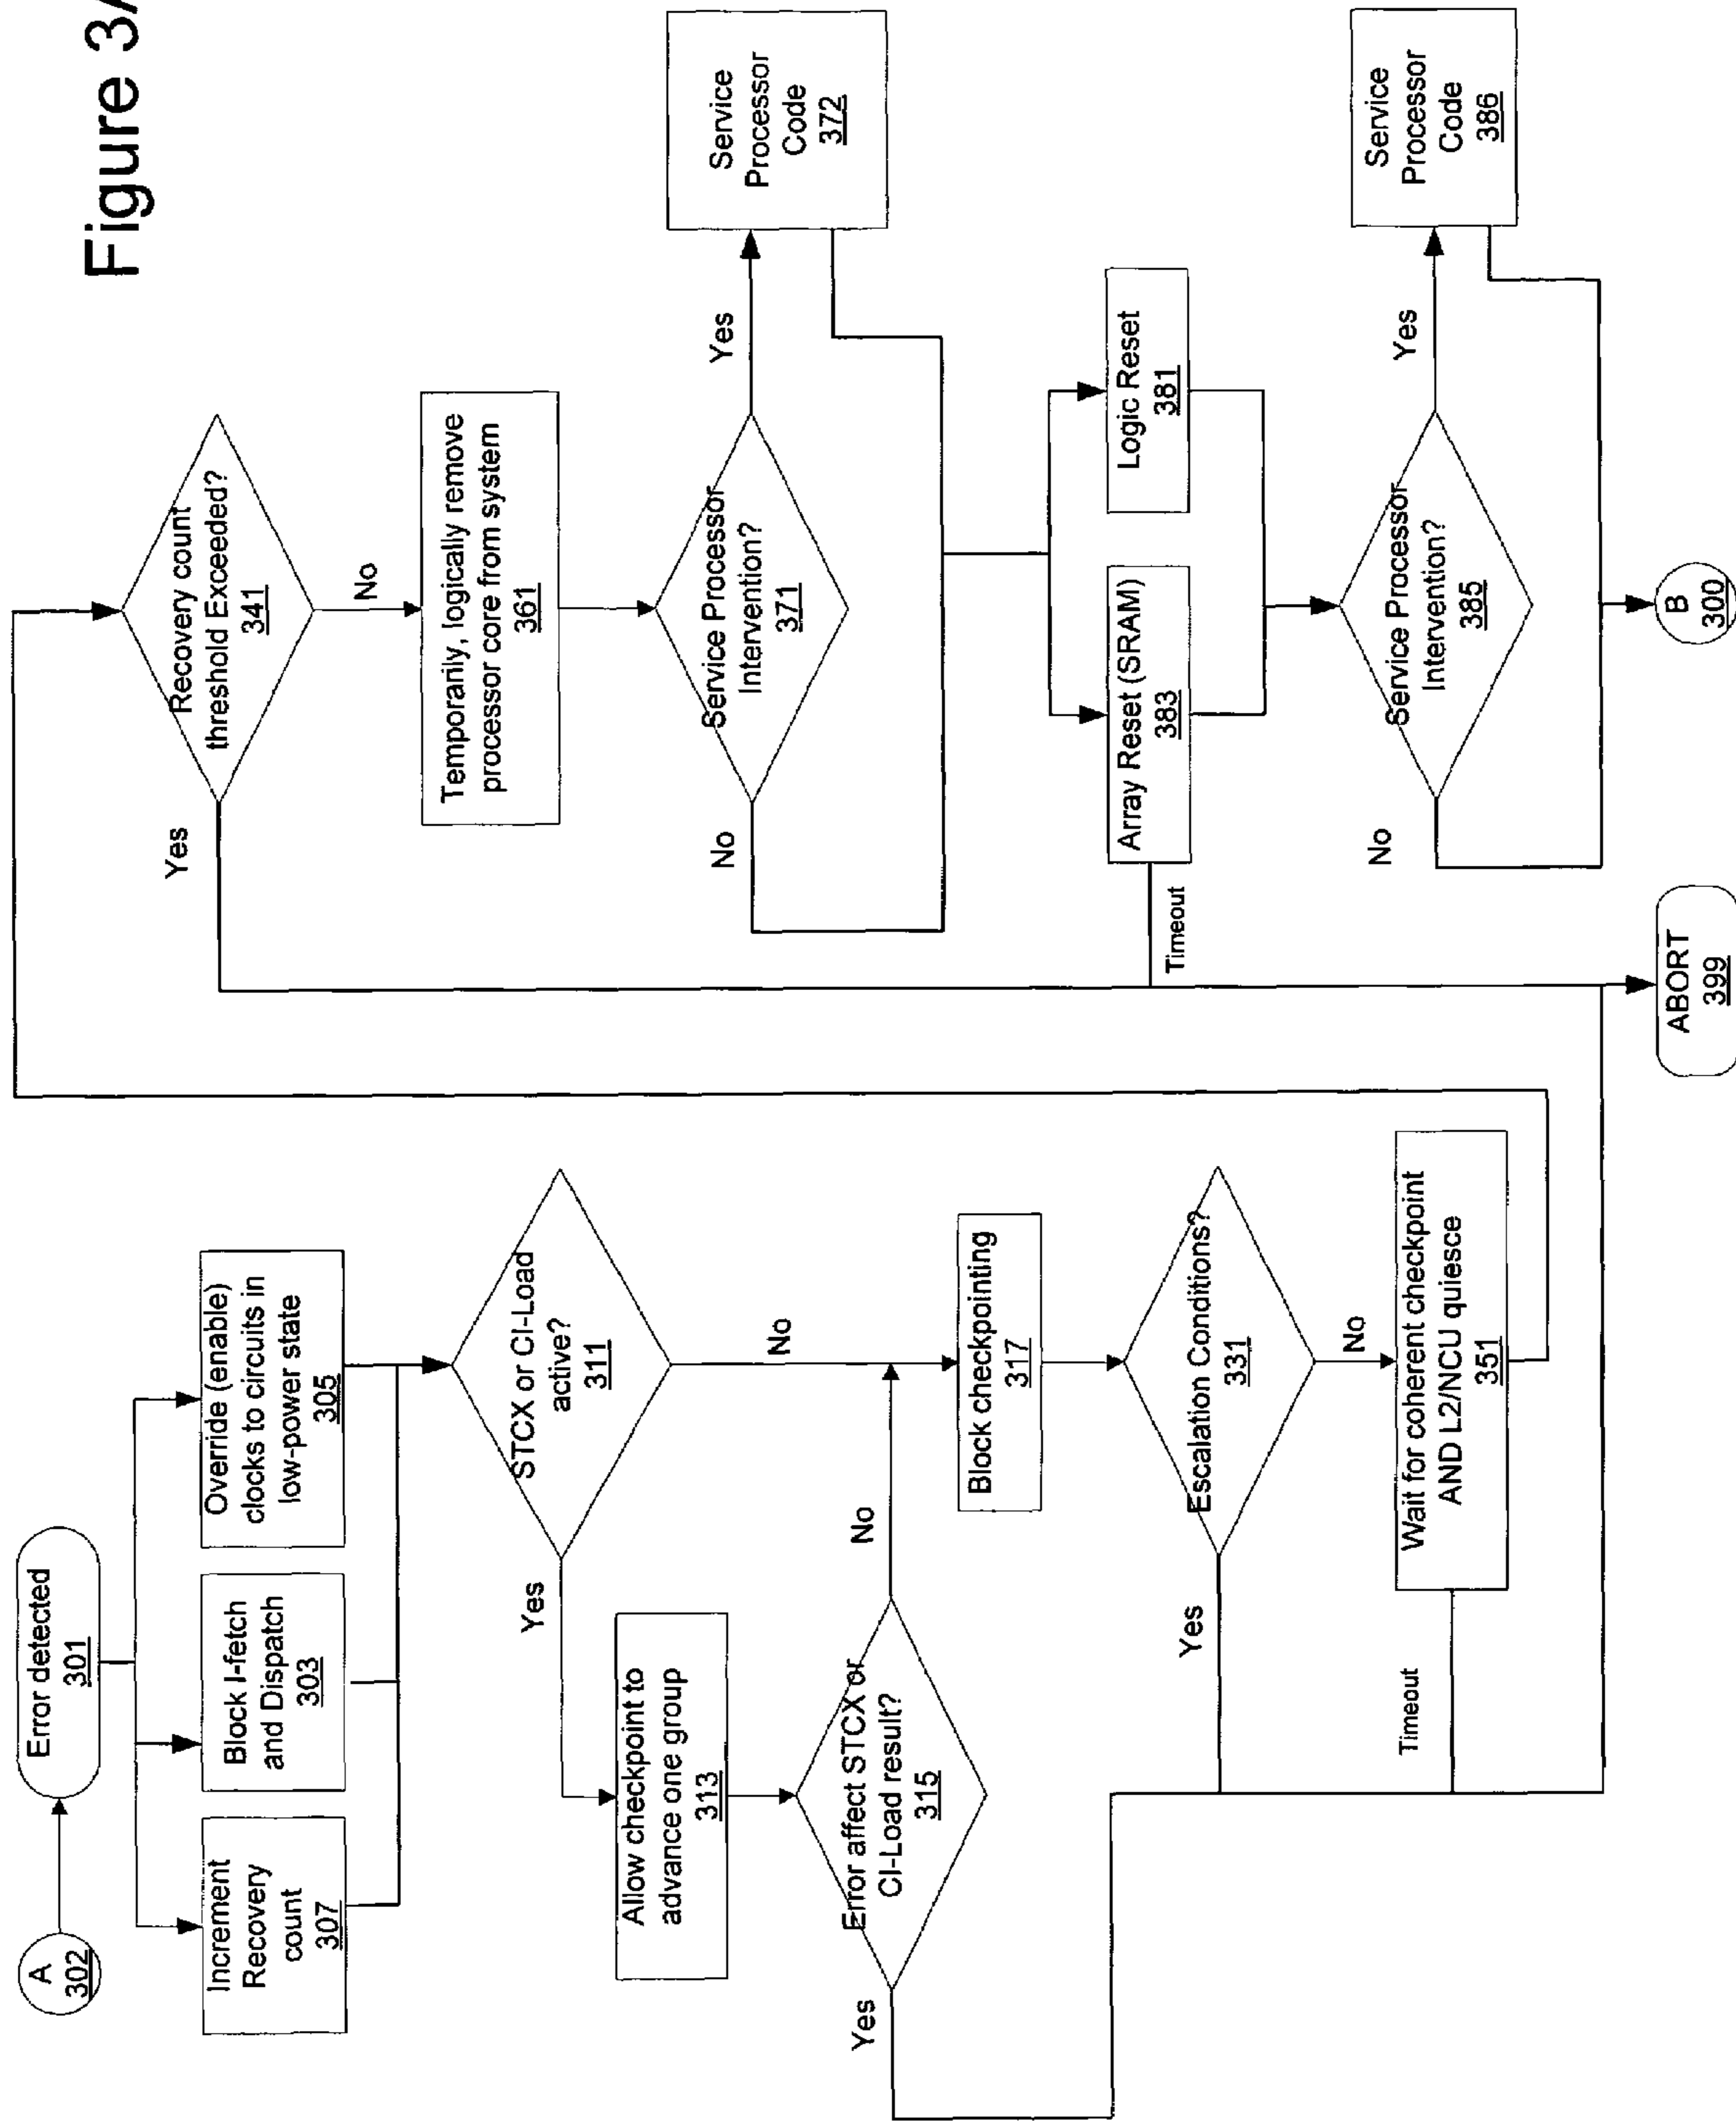 Figure 3A
A
302
Error detected
301
Increment
Recovery
count
307
Block I-fetch
and Dispatch
303
Override (enable)
clocks to circuits in
low-power state
305
STCX or CI-Load
active?
311
Yes
No
Allow checkpoint to
advance one group
313
Error affect STCX or
CI-Load result?
315
Yes
No
Block checkpointing
317
Escalation Conditions?
331
Yes
No
Wait for coherent checkpoint
AND L2/NCU quiesce
351
Timeout
Recovery count
threshold Exceeded?
341
Yes
No
Temporarily, logically remove
processor core from system
361
Service Processor
Intervention?
371
No
Yes
Service
Processor
Code
372
Array Reset (SRAM)
383
Logic Reset
381
Timeout
Service Processor
Intervention?
385
No
Yes
Service
Processor
Code
386
ABORT
399
B
300